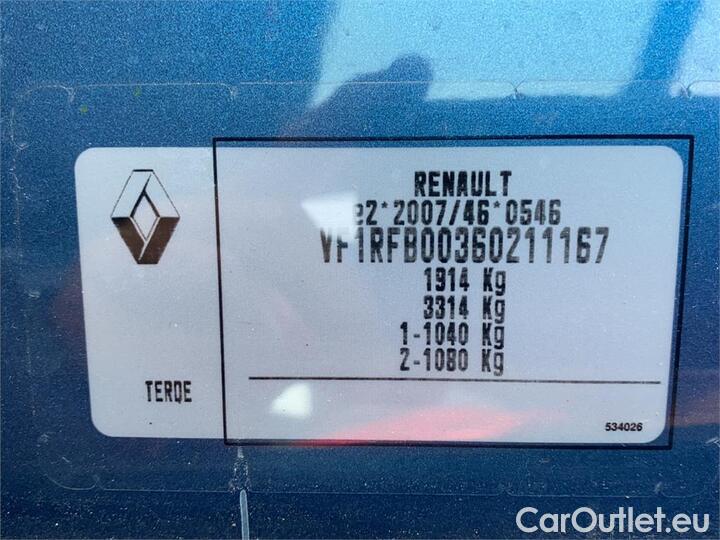 RENAULT
e2*2007/46*0546
VF1RFB00360211167
1914 Kg
3314 Kg
1-1040 Kg
2-1080 Kg
TERQE
534026
CarOutlet.eu